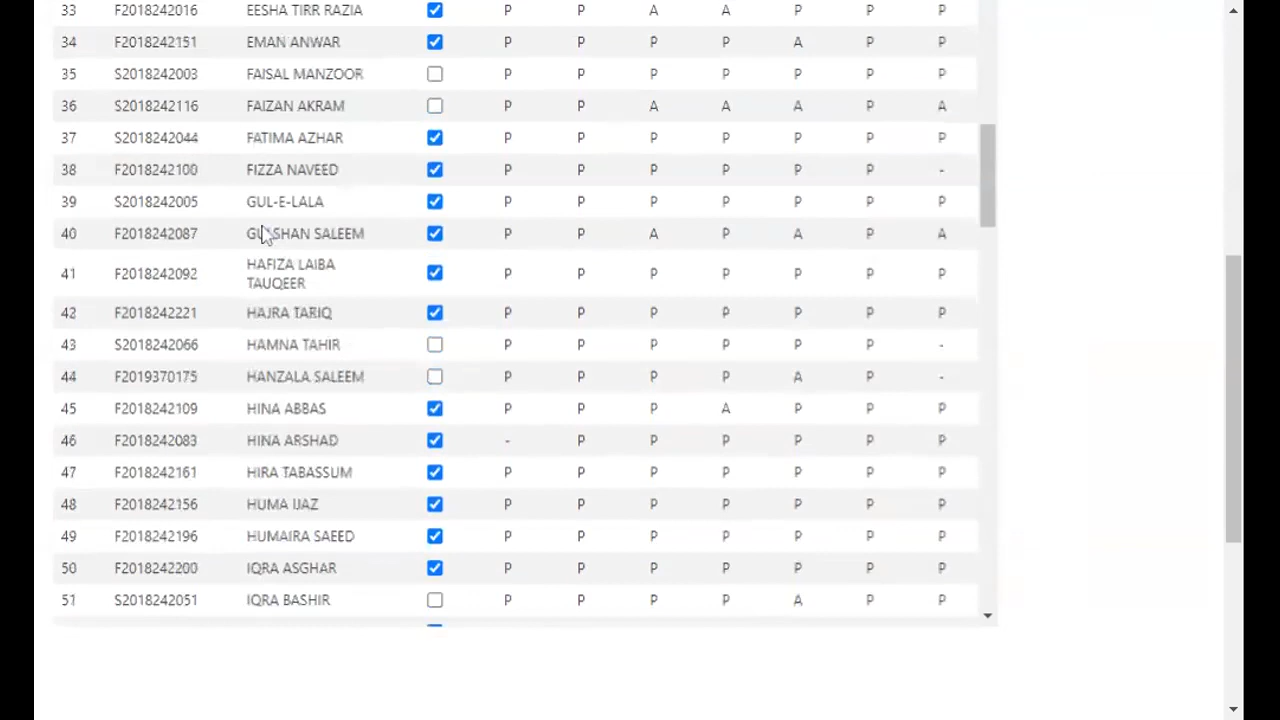 33 F2018242016 EESHA TIRR RAZIA P P A A P P P
34 F2018242151 EMAN ANWAR P P P P A P P
35 S2018242003 FAISAL MANZOOR P P P P P P P
36 S2018242116 FAIZAN AKRAM P P A A A P A
37 S2018242044 FATIMA AZHAR P P P P P P P
38 F2018242100 FIZZA NAVEED P P P P P P -
39 S2018242005 GUL-E-LALA P P P P P P P
40 F2018242087 GULSHAN SALEEM P P A P A P A
41 F2018242092 HAFIZA LAIBA P P P P P P P
TAUQEER
42 F2018242221 HAJRA TARIQ P P P P P P P
43 S2018242066 HAMNA TAHIR P P P P P P -
44 F2019370175 HANZALA SALEEM P P P P A P -
45 F2018242109 HINA ABBAS P P P A P P P
46 F2018242083 HINA ARSHAD - P P P P P P
47 F2018242161 HIRA TABASSUM P P P P P P P
48 F2018242156 HUMA IJAZ P P P P P P P
49 F2018242196 HUMAIRA SAEED P P P P P P P
50 F2018242200 IQRA ASGHAR P P P P P P P
51 S2018242051 IQRA BASHIR P P P P A P P